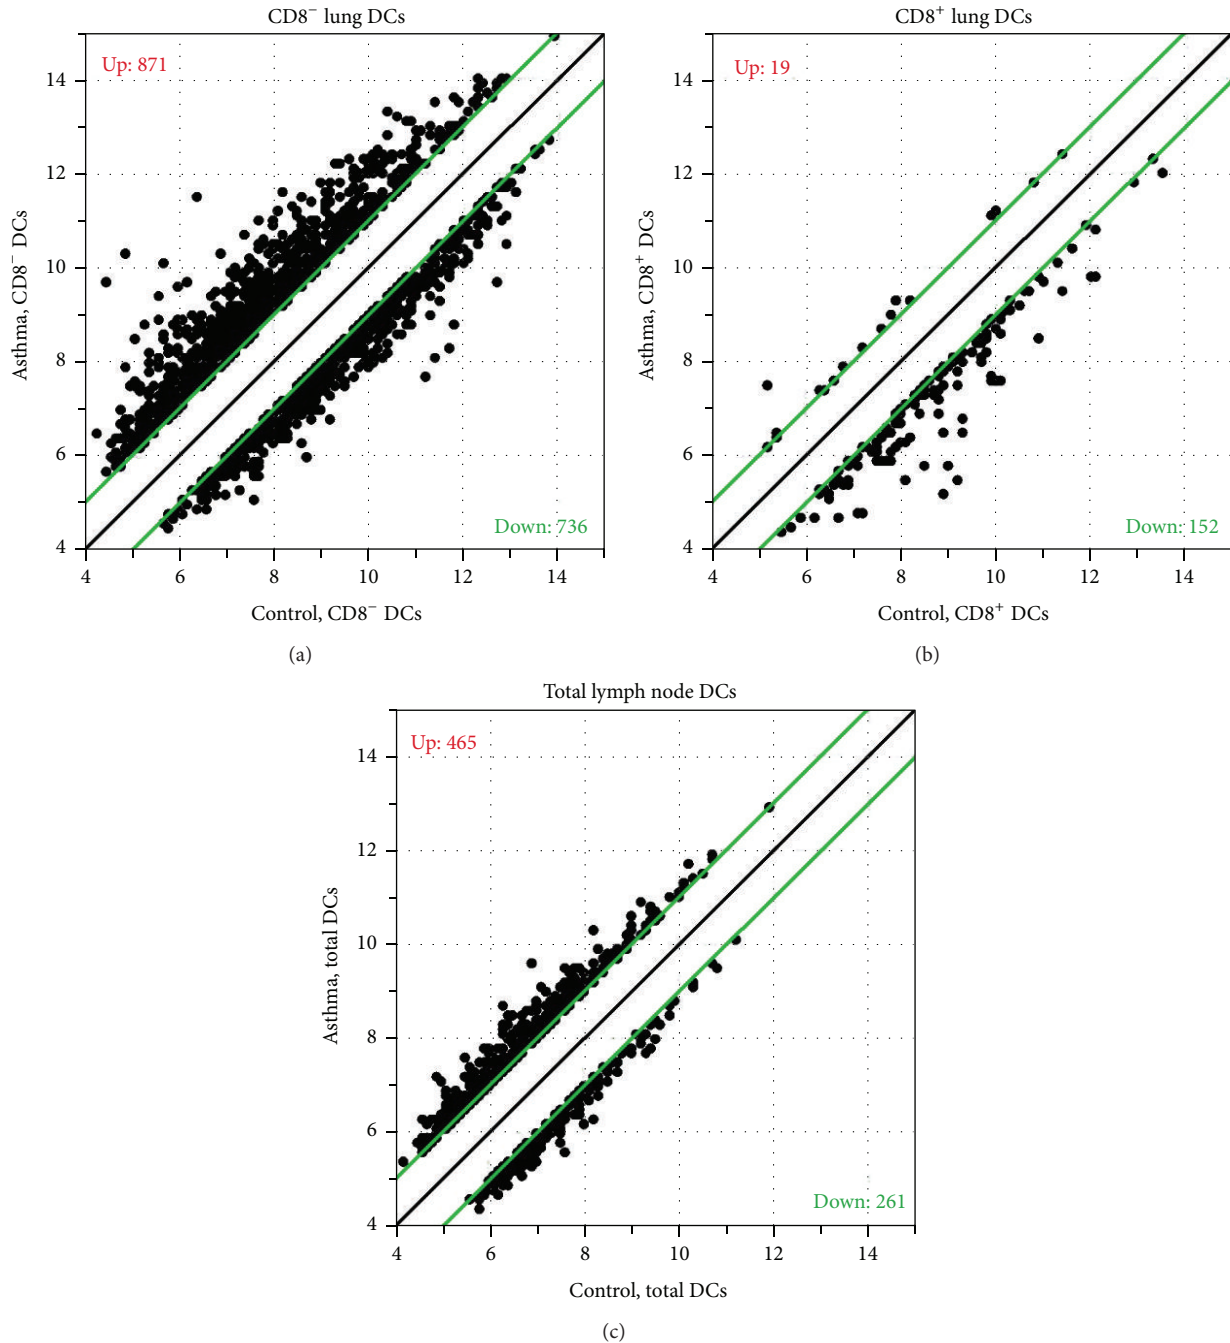 CD8⁻ lung DCs
Up: 871
14
12
10
8
6
4
Asthma, CD8⁻ DCs
Down: 736
4 6 8 10 12 14
Control, CD8⁻ DCs
(a)
CD8⁺ lung DCs
Up: 19
14
12
10
8
6
4
Asthma, CD8⁺ DCs
Down: 152
4 6 8 10 12 14
Control, CD8⁺ DCs
(b)
Total lymph node DCs
Up: 465
14
12
10
8
6
4
Asthma, total DCs
Down: 261
4 6 8 10 12 14
Control, total DCs
(c)